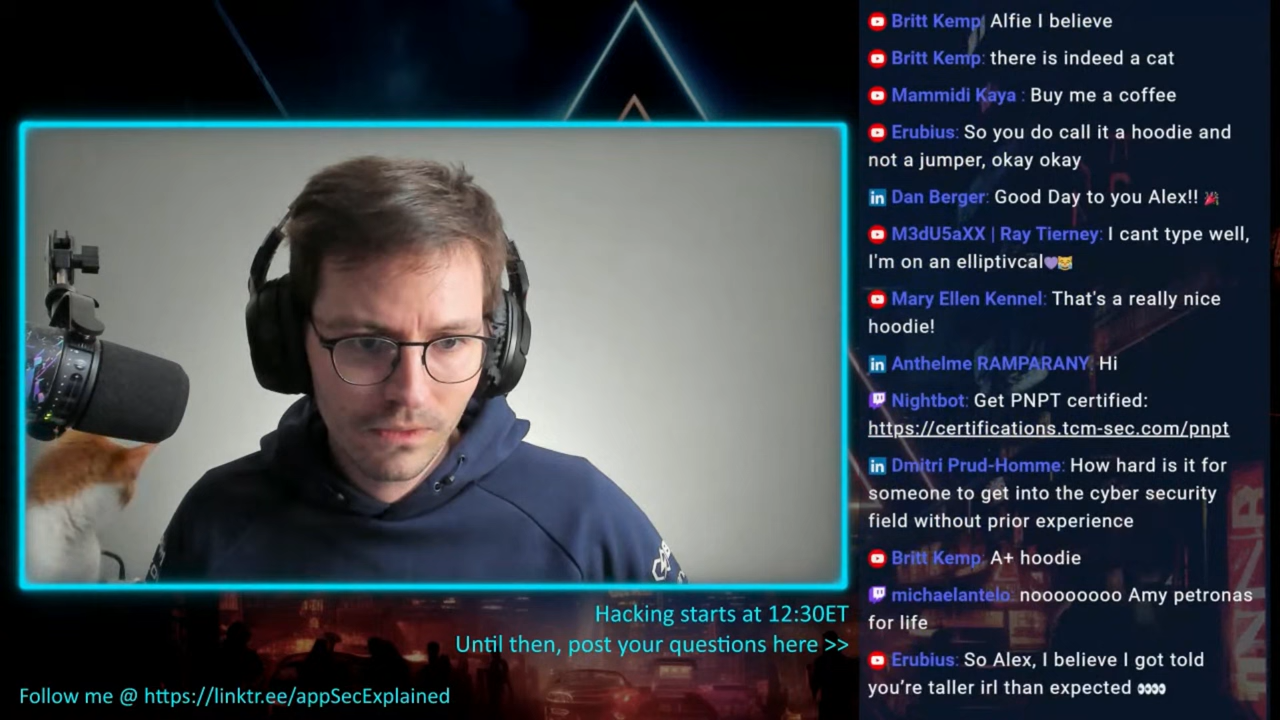 Britt Kemp: Alfie I believe
Britt Kemp: there is indeed a cat
Mammidi Kaya : Buy me a coffee
Erubius: So you do call it a hoodie and
not a jumper, okay okay
Dan Berger: Good Day to you Alex!! 🎉
M3dU5aXX | Ray Tierney: I cant type well,
I'm on an elliptivcal💜😹
Mary Ellen Kennel: That's a really nice
hoodie!
Anthelme RAMPARANY: Hi
Nightbot: Get PNPT certified:
https://certifications.tcm-sec.com/pnpt
Dmitri Prud-Homme: How hard is it for
someone to get into the cyber security
field without prior experience
Britt Kemp: A+ hoodie
michaelantelo: noooooooo Amy petronas
for life
Erubius: So Alex, I believe I got told
you're taller irl than expected 👀👀
Hacking starts at 12:30ET
Until then, post your questions here >>
Follow me @ https://linktr.ee/appSecExplained